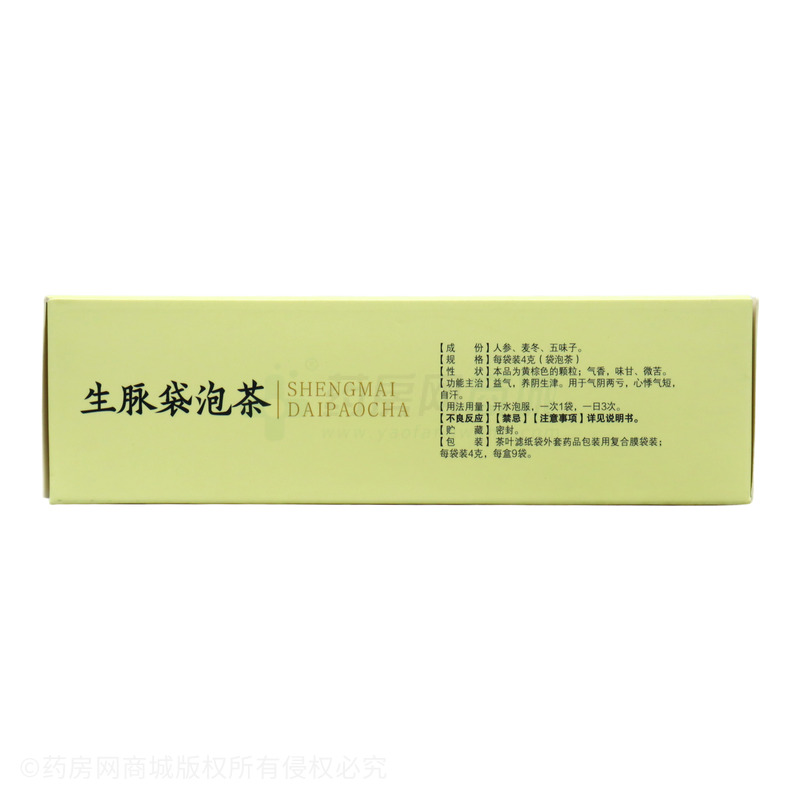 生脉袋泡茶
SHENGMAI
DAIPAOCHA
【成 份】人参、麦冬、五味子。
【规 格】每袋装4克（袋泡茶）
【性 状】本品为黄棕色的颗粒；气香，味甘、微苦。
【功能主治】益气，养阴生津。用于气阴两亏，心悸气短，
自汗。
【用法用量】开水泡服，一次1袋，一日3次。
【不良反应】【禁忌】【注意事项】详见说明书。
【贮 藏】密封。
【包 装】茶叶滤纸袋外套药品包装用复合膜袋装；
每袋装4克，每盒9袋。
©药房网商城版权所有侵权必究